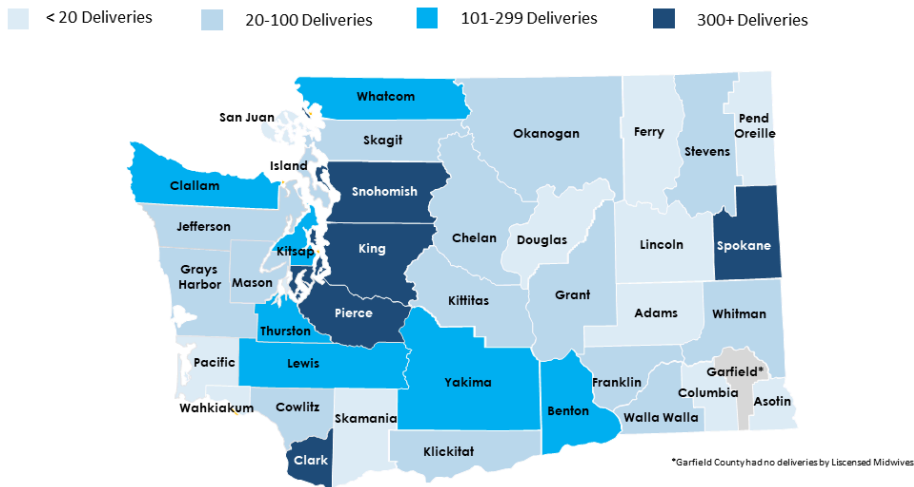 < 20 Deliveries
20-100 Deliveries
101-299 Deliveries
300+ Deliveries
Whatcom
San Juan
Skagit
Okanogan
Ferry
Stevens
Pend
Oreille
Island
Clallam
Snohomish
Jefferson
Chelan
Douglas
Lincoln
Spokane
Kitsap
King
Grays
Harbor
Mason
Kittitas
Grant
Adams
Whitman
Pierce
Thurston
Pacific
Lewis
Yakima
Benton
Franklin
Garfield*
Columbia
Asotin
Wahkiakum
Cowlitz
Skamania
Walla Walla
Klickitat
Clark
*Garfield County had no deliveries by Liscensed Midwives